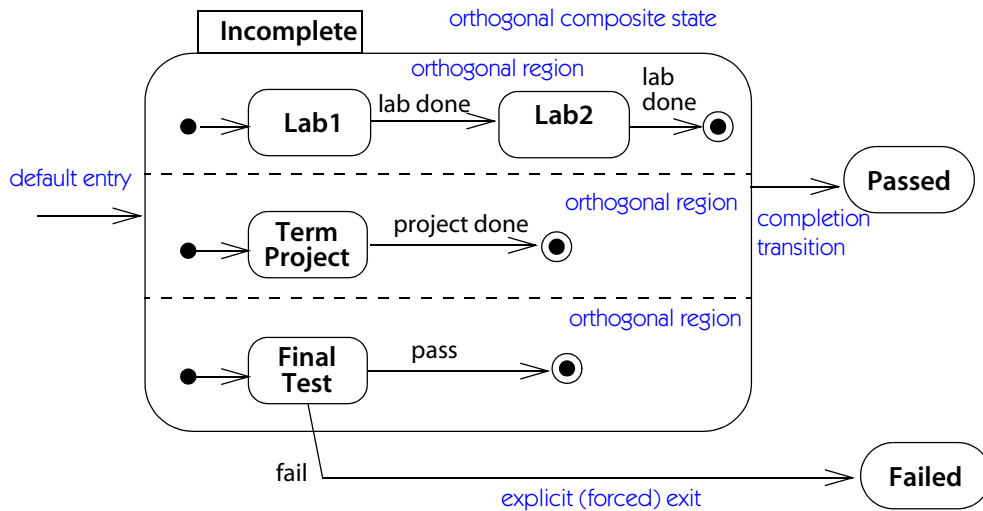 orthogonal composite state
Incomplete
orthogonal region
lab done
lab
done
Lab1
Lab2
default entry
orthogonal region
Passed
completion
transition
Term
Project
project done
orthogonal region
Final
Test
pass
fail
explicit (forced) exit
Failed